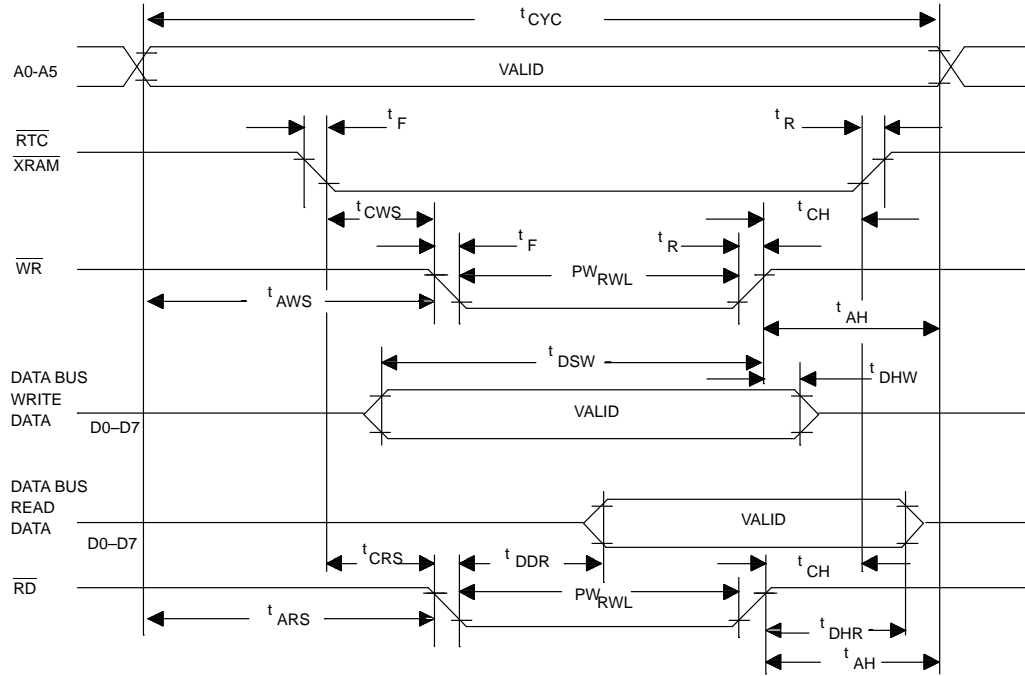 t CYC
A0-A5
VALID
t F
t R
RTC
XRAM
t CWS
t CH
t F
t R
WR
PW RWL
t AWS
t AH
t DSW
t DHW
DATA BUS
WRITE
DATA
VALID
D0–D7
DATA BUS
READ
DATA
VALID
D0–D7
t CRS
t DDR
t CH
RD
PW RWL
t ARS
t DHR
t AH